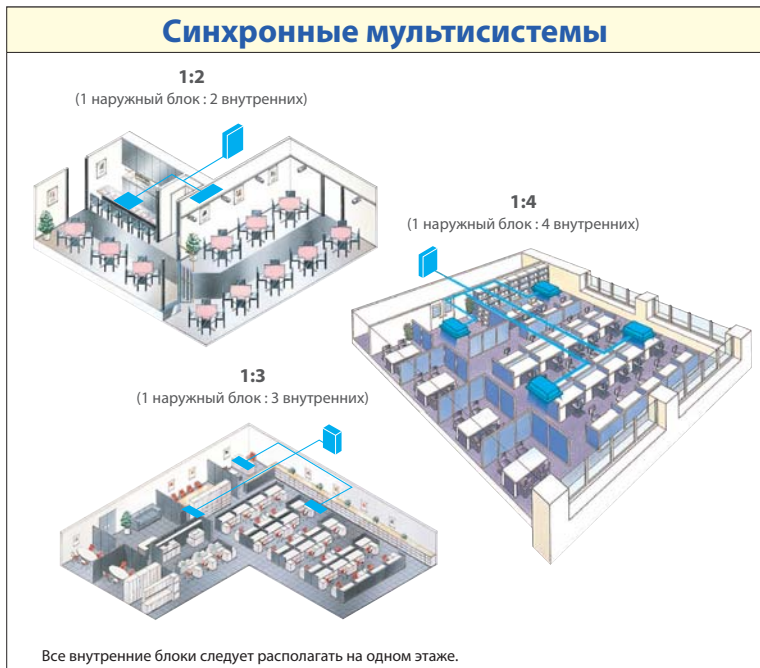 Синхронные мультисистемы
1:2
(1 наружный блок : 2 внутренних)
1:4
(1 наружный блок : 4 внутренних)
1:3
(1 наружный блок : 3 внутренних)
Все внутренние блоки следует располагать на одном этаже.